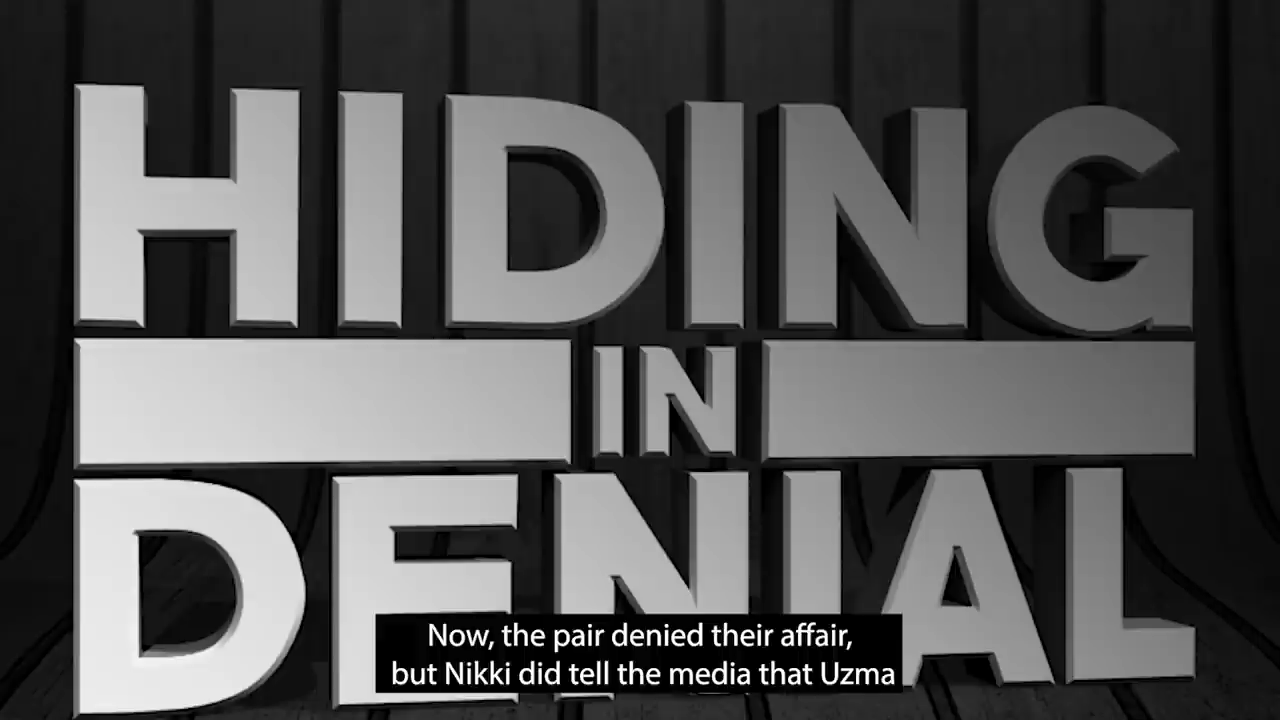 HIDING
IN
DENIAL
Now, the pair denied their affair,
but Nikki did tell the media that Uzma